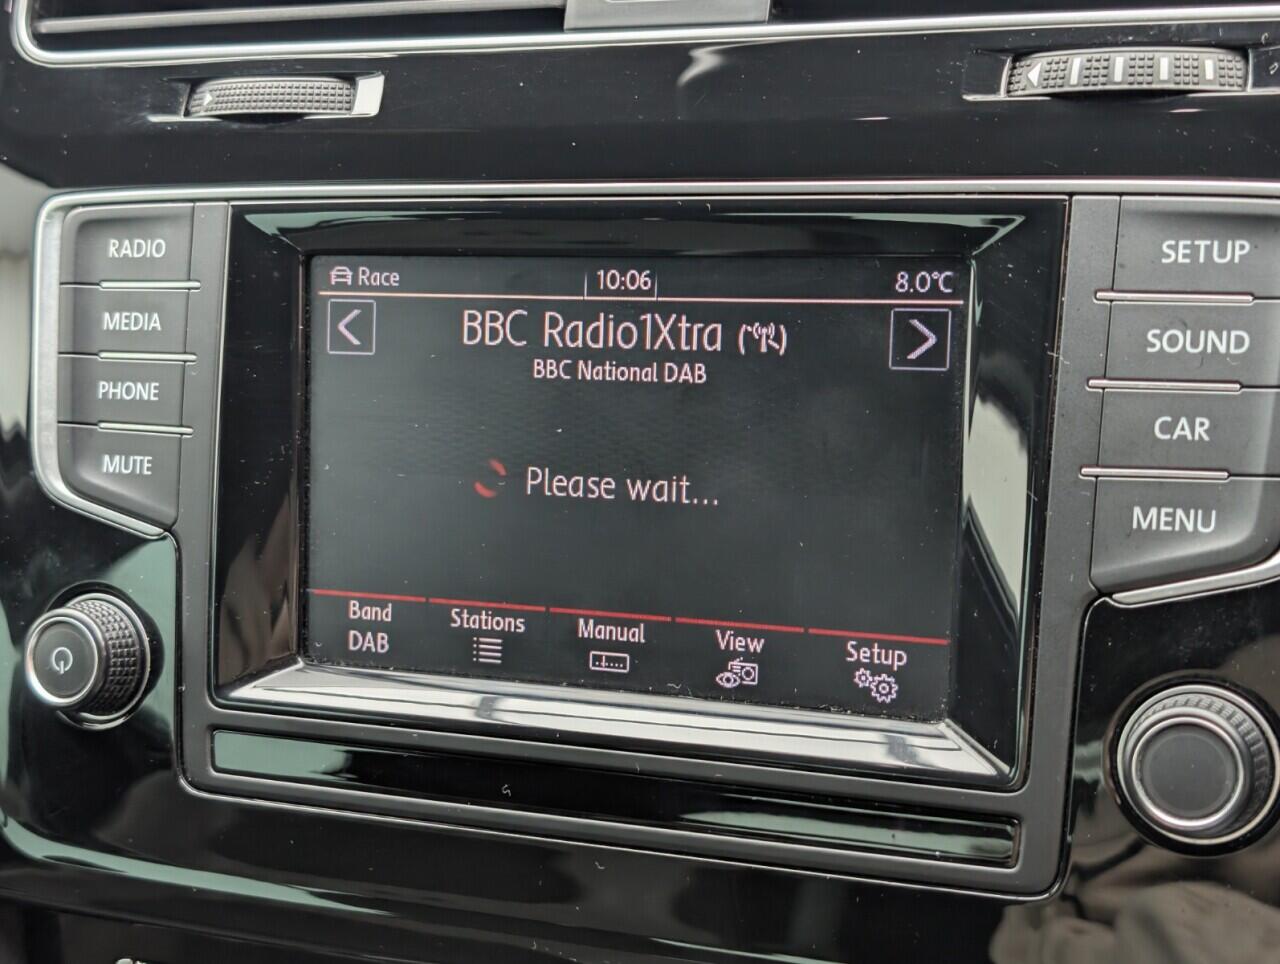 RADIO
MEDIA
PHONE
MUTE
Race
10:06
8.0°C
BBC Radio1Xtra
BBC National DAB
Please wait...
Band
DAB
Stations
Manual
View
Setup
SETUP
SOUND
CAR
MENU